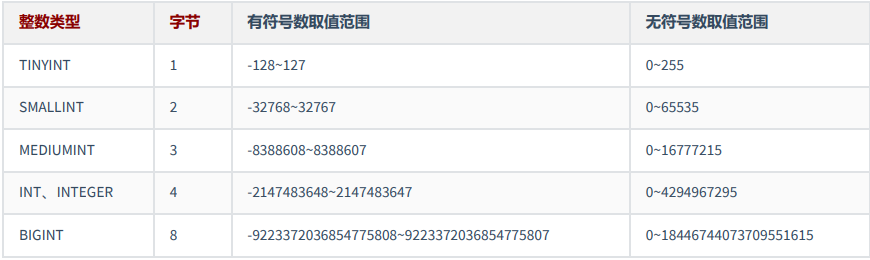 整数类型 字节 有符号数取值范围 无符号数取值范围
TINYINT 1 -128~127 0~255
SMALLINT 2 -32768~32767 0~65535
MEDIUMINT 3 -8388608~8388607 0~16777215
INT、INTEGER 4 -2147483648~2147483647 0~4294967295
BIGINT 8 -9223372036854775808~9223372036854775807 0~18446744073709551615